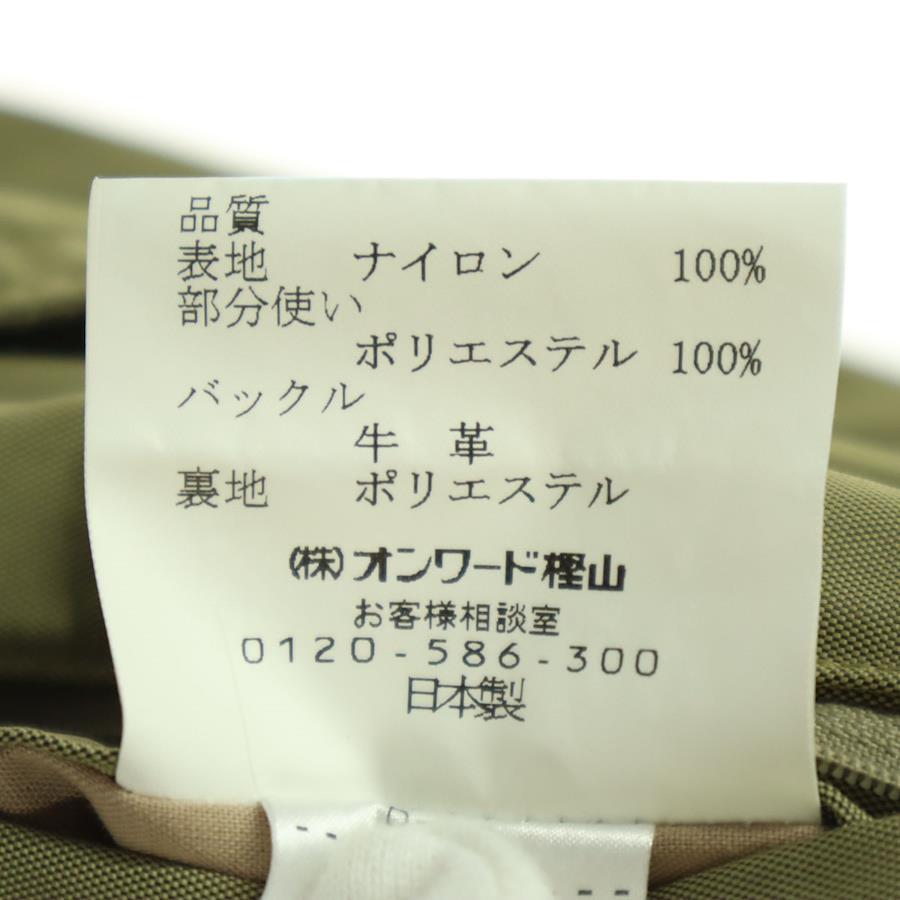 品質
表地 ナイロン 100%
部分使い
ポリエステル 100%
バックル
牛 革
裏地 ポリエステル
(株)オンワード樫山
お客様相談室
0120-586-300
日本製